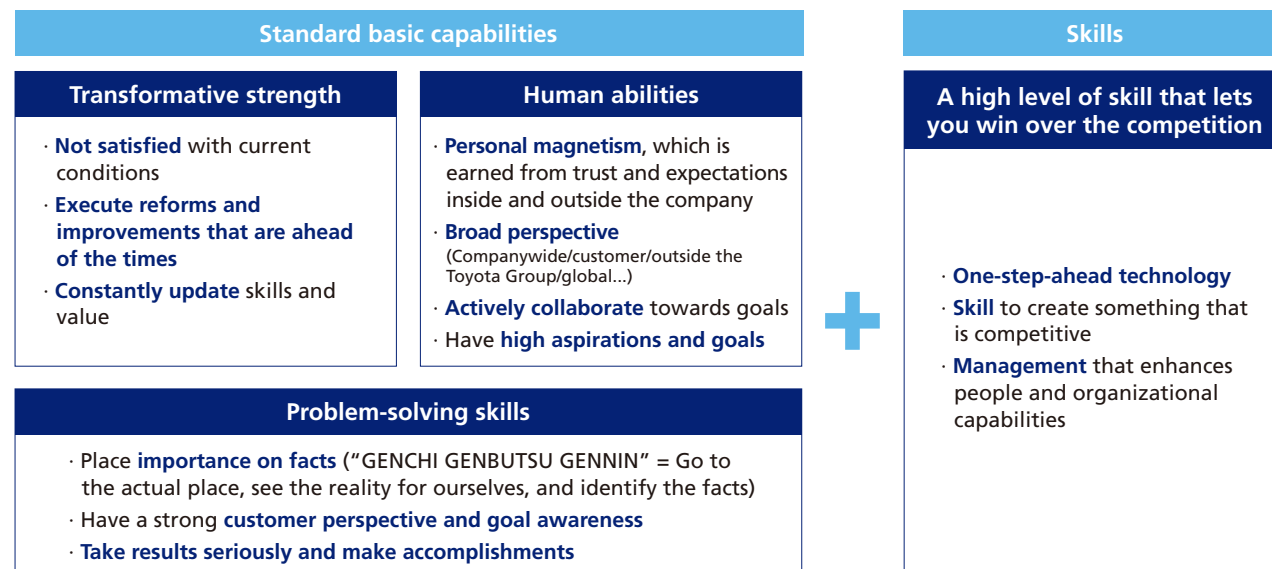 Standard basic capabilities
Transformative strength
· Not satisfied with current
conditions
· Execute reforms and
improvements that are ahead
of the times
· Constantly update skills and
value
Human abilities
· Personal magnetism, which is
earned from trust and expectations
inside and outside the company
· Broad perspective
(Companywide/customer/outside the
Toyota Group/global...)
· Actively collaborate towards goals
· Have high aspirations and goals
Problem-solving skills
· Place importance on facts (“GENCHI GENBUTSU GENNIN” = Go to
the actual place, see the reality for ourselves, and identify the facts)
· Have a strong customer perspective and goal awareness
· Take results seriously and make accomplishments
Skills
A high level of skill that lets
you win over the competition
· One-step-ahead technology
· Skill to create something that
is competitive
· Management that enhances
people and organizational
capabilities